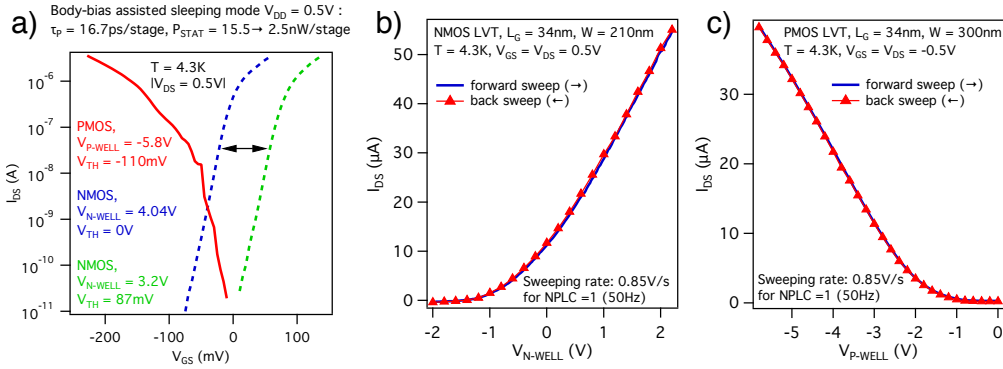 a)
Body-bias assisted sleeping mode V_DD = 0.5V :
τ_P = 16.7ps/stage, P_STAT = 15.5→ 2.5nW/stage
T = 4.3K
IV_DS = 0.5VI
PMOS,
V_P-WELL = -5.8V
V_TH = -110mV
NMOS,
V_N-WELL = 4.04V
V_TH = 0V
NMOS,
V_N-WELL = 3.2V
V_TH = 87mV
I_DS (A)
10^-6
10^-7
10^-8
10^-9
10^-10
10^-11
-200
-100
0
100
V_GS (mV)
b)
NMOS LVT, L_G = 34nm, W = 210nm
T = 4.3K, V_GS = V_DS = 0.5V
forward sweep (→)
back sweep (←)
I_DS (µA)
50
40
30
20
10
0
Sweeping rate: 0.85V/s
for NPLC =1 (50Hz)
-2
-1
0
1
2
V_N-WELL (V)
c)
PMOS LVT, L_G = 34nm, W = 300nm
T = 4.3K, V_GS = V_DS = -0.5V
forward sweep (→)
back sweep (←)
I_DS (µA)
30
20
10
0
Sweeping rate: 0.85V/s
for NPLC =1 (50Hz)
-5
-4
-3
-2
-1
0
V_P-WELL (V)